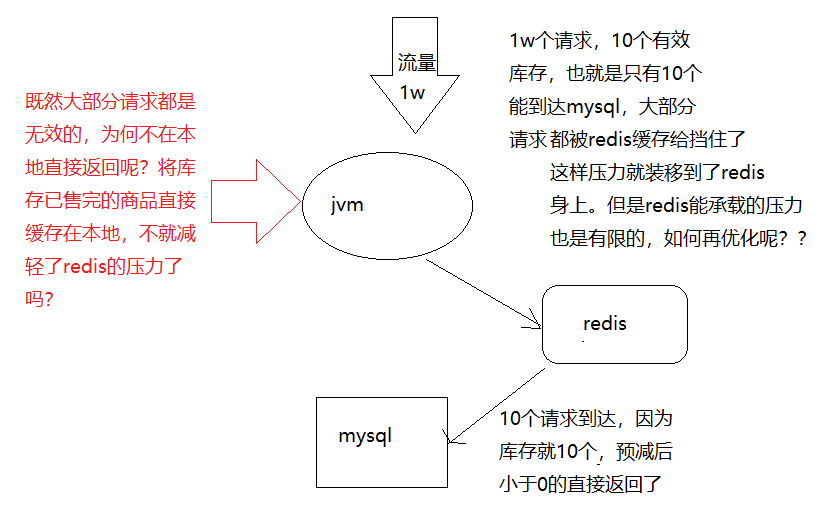 流量
1w
1w个请求，10个有效
库存，也就是只有10个
能到达mysql，大部分
请求都被redis缓存给挡住了
这样压力就装移到了redis
身上。但是redis能承载的压力
也是有限的，如何再优化呢？？
既然大部分请求都是
无效的，为何不在本
地直接返回呢？将库
存已售完的商品直接
缓存在本地，不就减
轻了redis的压力了
吗？
jvm
redis
mysql
10个请求到达，因为
库存就10个，预减后
小于0的直接返回了